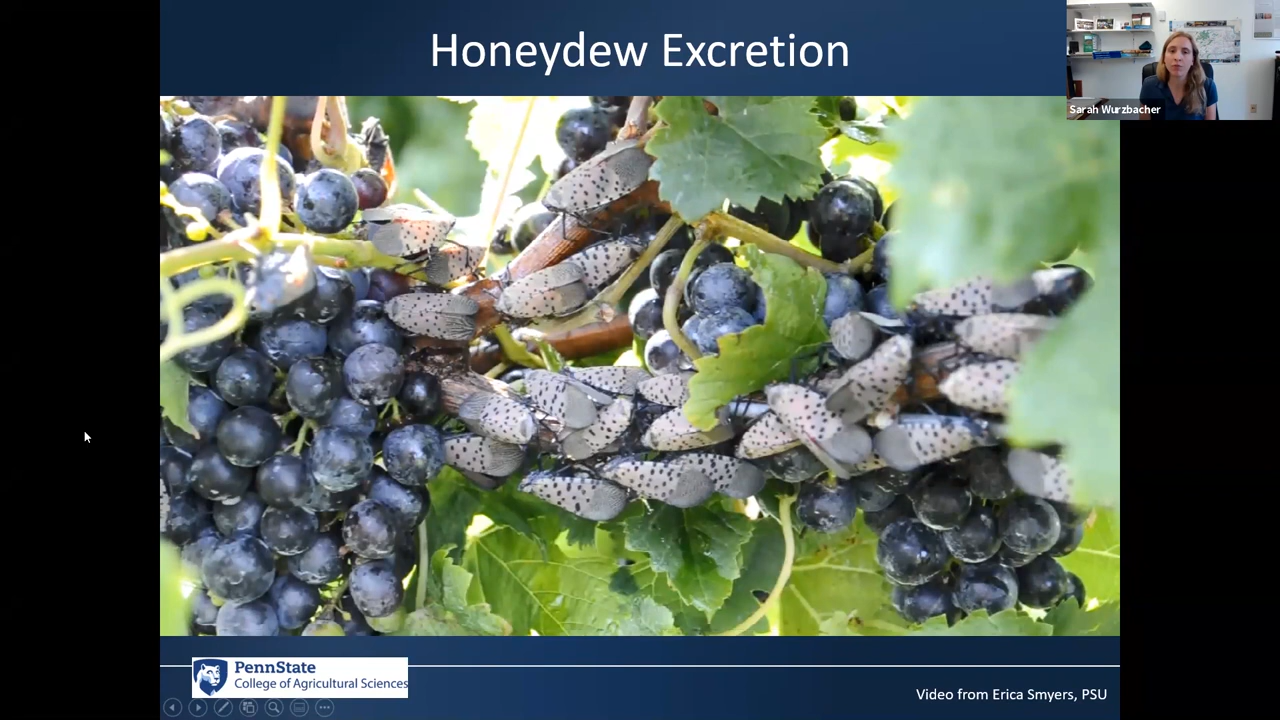 Honeydew Excretion
Sarah Wurzbacher
PennState
College of Agricultural Sciences
Video from Erica Smyers, PSU